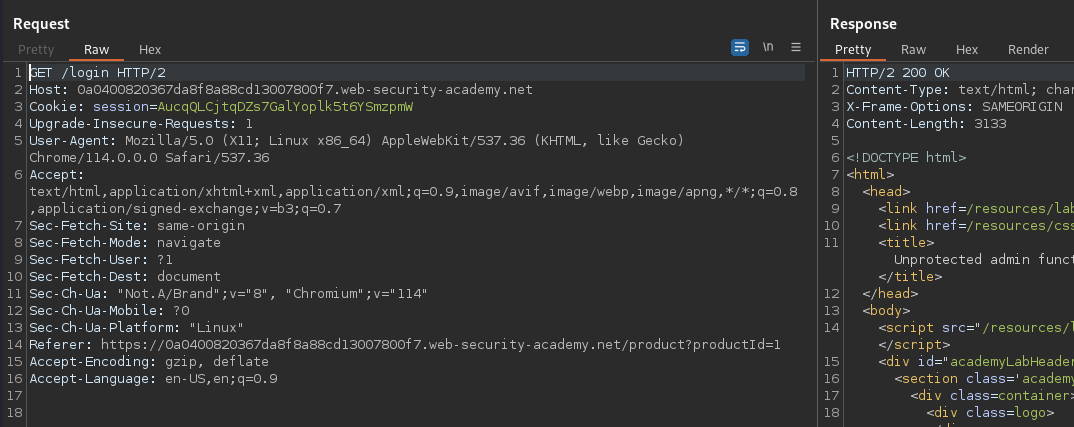 Request
Pretty Raw Hex
\n
1 GET /login HTTP/2
2 Host: 0a0400820367da8f8a88cd13007800f7.web-security-academy.net
3 Cookie: session=AucqQLCjtqDZs7GalYoplk5t6YSmzpmW
4 Upgrade-Insecure-Requests: 1
5 User-Agent: Mozilla/5.0 (X11; Linux x86_64) AppleWebKit/537.36 (KHTML, like Gecko)
Chrome/114.0.0.0 Safari/537.36
6 Accept:
text/html,application/xhtml+xml,application/xml;q=0.9,image/avif,image/webp,image/apng,*/*;q=0.8
,application/signed-exchange;v=b3;q=0.7
7 Sec-Fetch-Site: same-origin
8 Sec-Fetch-Mode: navigate
9 Sec-Fetch-User: ?1
10 Sec-Fetch-Dest: document
11 Sec-Ch-Ua: "Not.A/Brand";v="8", "Chromium";v="114"
12 Sec-Ch-Ua-Mobile: ?0
13 Sec-Ch-Ua-Platform: "Linux"
14 Referer: https://0a0400820367da8f8a88cd13007800f7.web-security-academy.net/product?productId=1
15 Accept-Encoding: gzip, deflate
16 Accept-Language: en-US,en;q=0.9
17
18
Response
Pretty Raw Hex Render
1 HTTP/2 200 OK
2 Content-Type: text/html; char
3 X-Frame-Options: SAMEORIGIN
4 Content-Length: 3133
5
6 <!DOCTYPE html>
7 <html>
8 <head>
9 <link href=/resources/lab
10 <link href=/resources/css
11 <title>
Unprotected admin funct
</title>
12 </head>
13 <body>
14 <script src="/resources/l
</script>
15 <div id="academyLabHeader
16 <section class='academy
17 <div class=container>
18 <div class=logo>